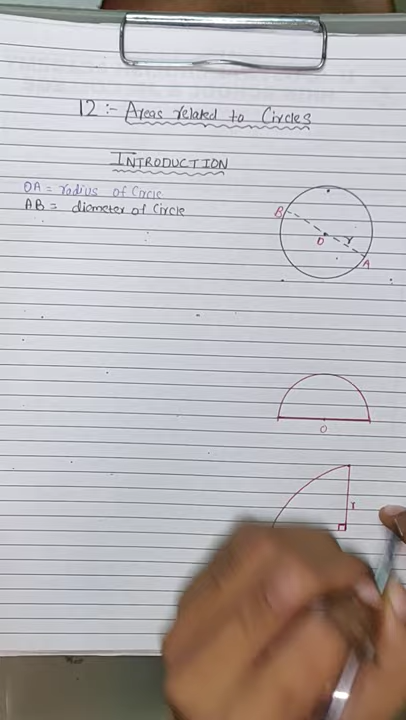 12 :- Areas related to Circles
INTRODUCTION
OA = radius of Circle
AB = diameter of Circle
B
O
r
A
O
r